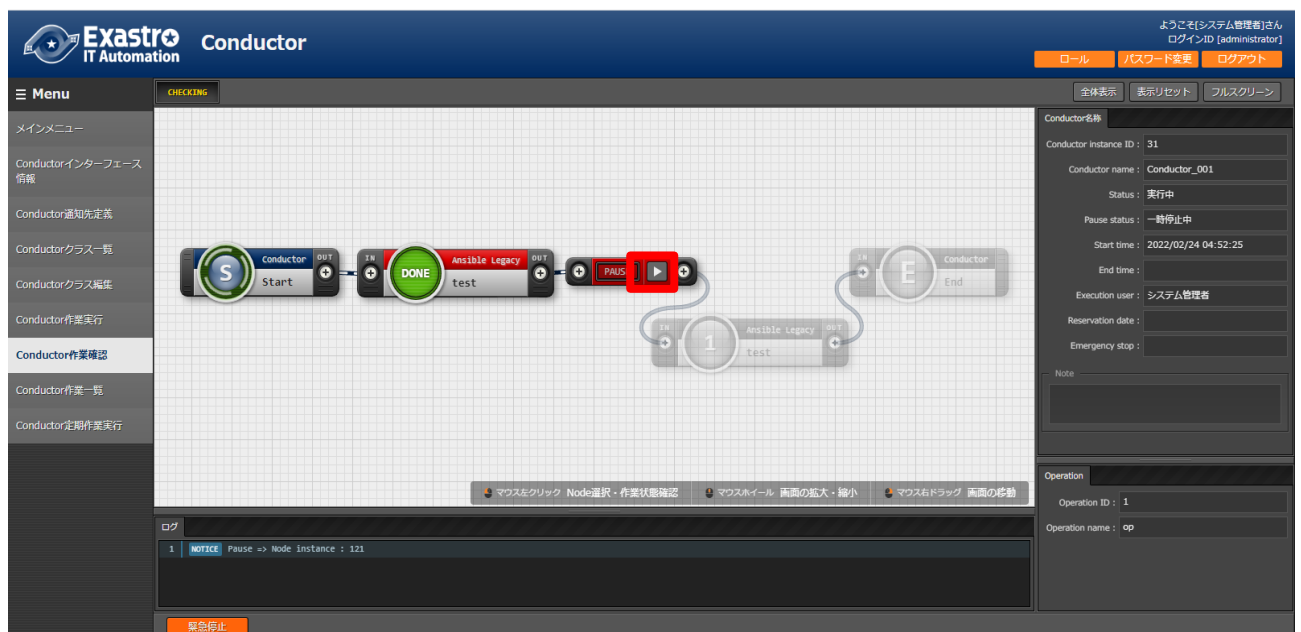 Exastro
IT Automation
Conductor
ようこそ[システム管理者]さん
ログインID [administrator]
ロール
パスワード変更
ログアウト
☰ Menu
メインメニュー
Conductorインターフェース
情報
Conductor通知先定義
Conductorクラス一覧
Conductorクラス編集
Conductor作業実行
Conductor作業確認
Conductor作業一覧
Conductor定期作業実行
CHECKING
全体表示
表示リセット
フルスクリーン
S
Conductor
Start
OUT
IN
DONE
Ansible Legacy
test
OUT
PAUS
IN
1
Ansible Legacy
test
OUT
IN
E
Conductor
End
マウス左クリック Node選択・作業状態確認
マウスホイール 画面の拡大・縮小
マウス右ドラッグ 画面の移動
ログ
1 NOTICE Pause => Node instance : 121
緊急停止
Conductor名称
Conductor instance ID : 31
Conductor name : Conductor_001
Status : 実行中
Pause status : 一時停止中
Start time : 2022/02/24 04:52:25
End time :
Execution user : システム管理者
Reservation date :
Emergency stop :
Note
Operation
Operation ID : 1
Operation name : op